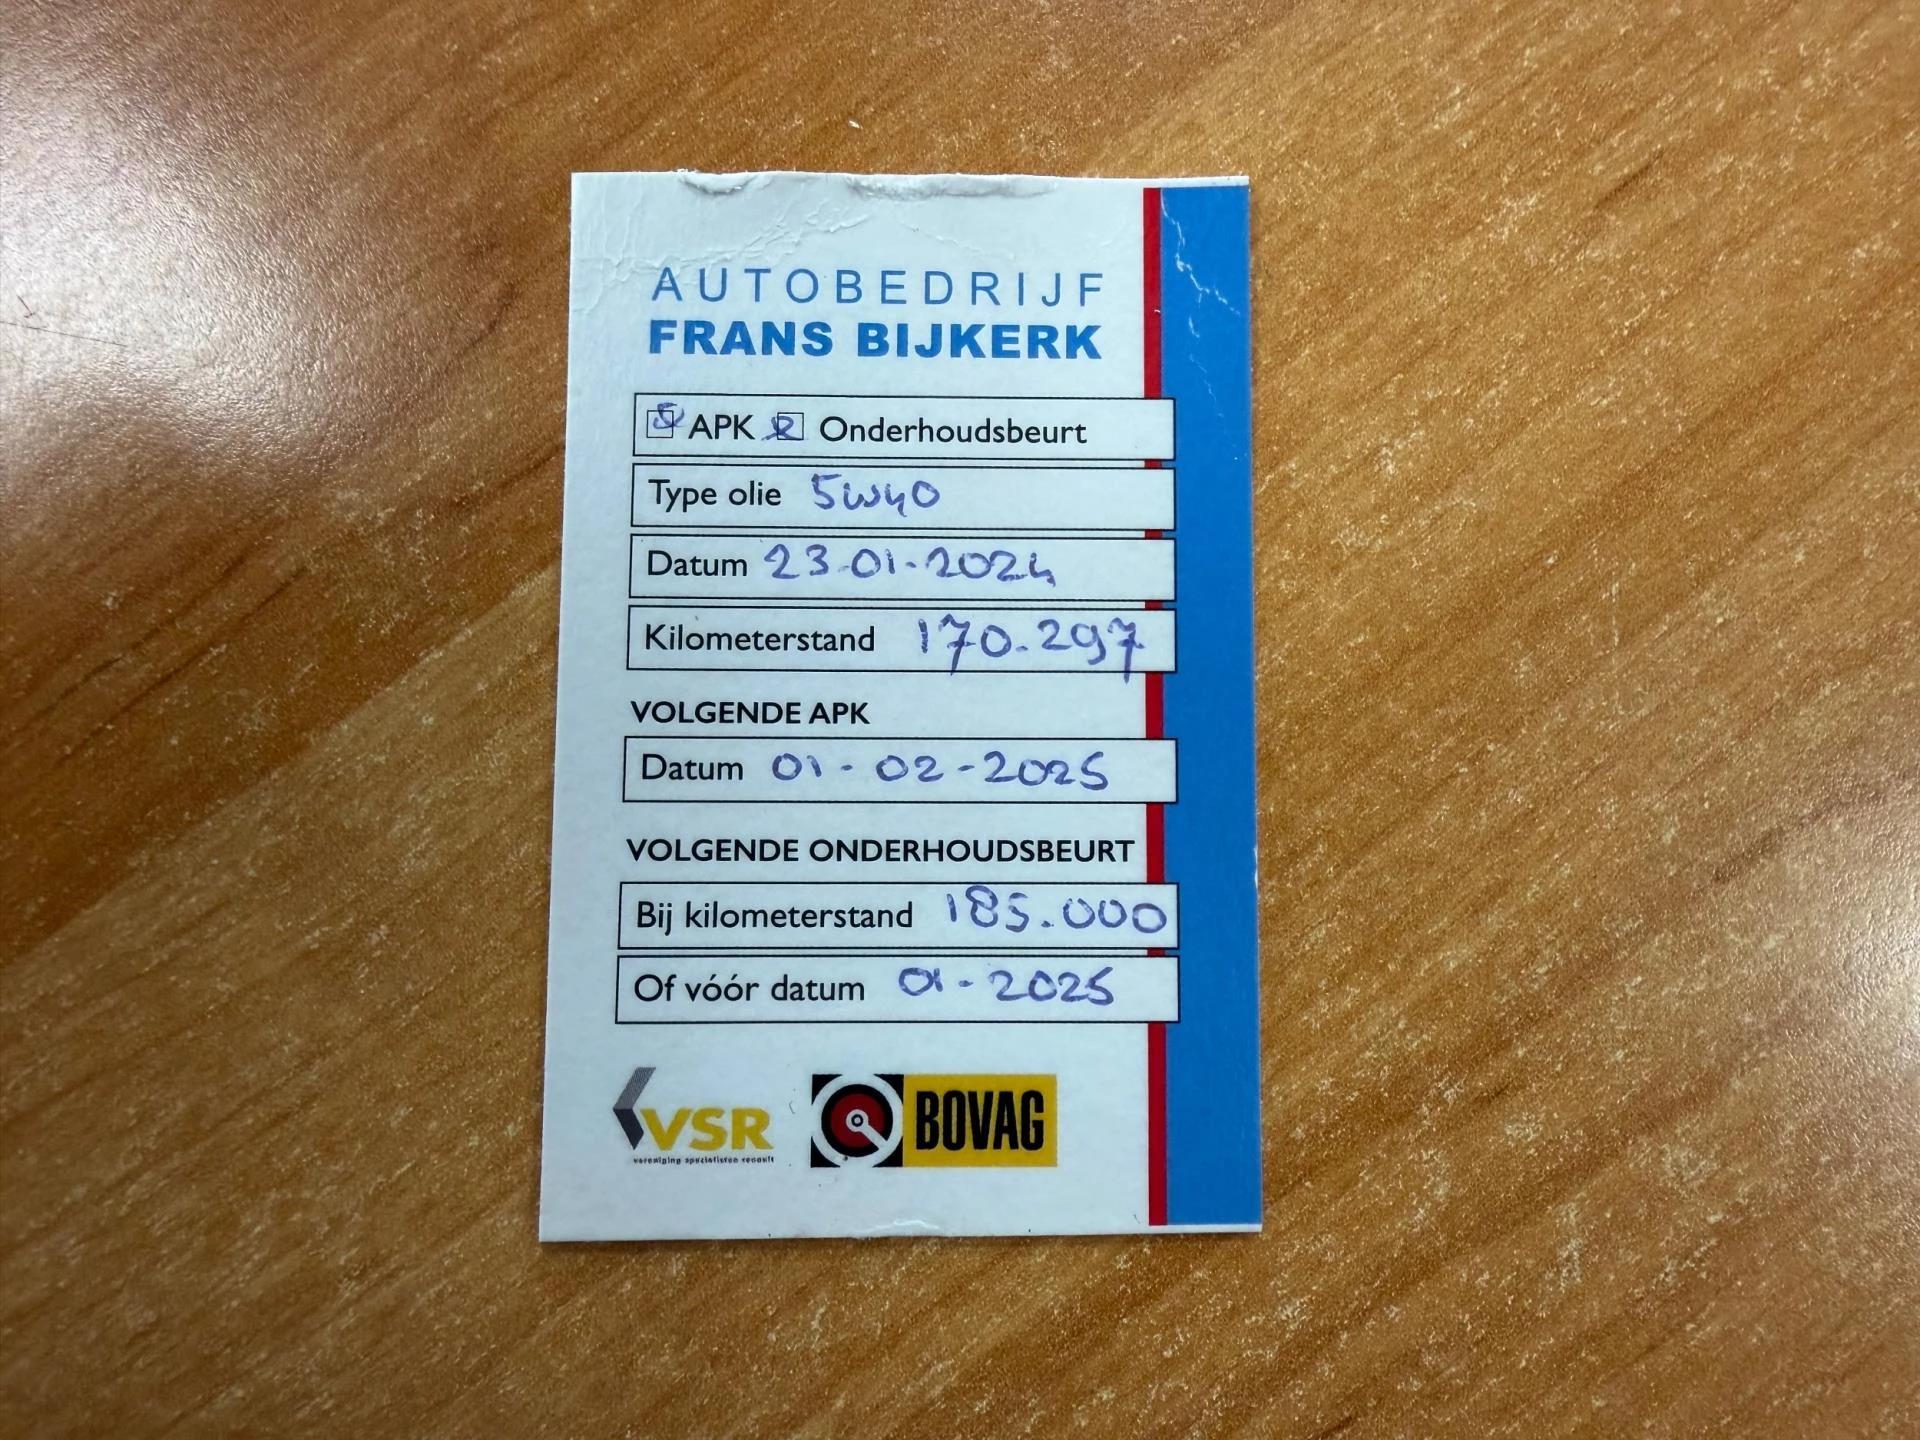 AUTOBEDRIJF
FRANS BIJKERK
APK Onderhoudsbeurt
Type olie 5w40
Datum 23-01-2024
Kilometerstand 170.297
VOLGENDE APK
Datum 01-02-2025
VOLGENDE ONDERHOUDSBEURT
Bij kilometerstand 185.000
Of vóór datum 01-2025
VSR BOVAG
vereniging specialisten renault